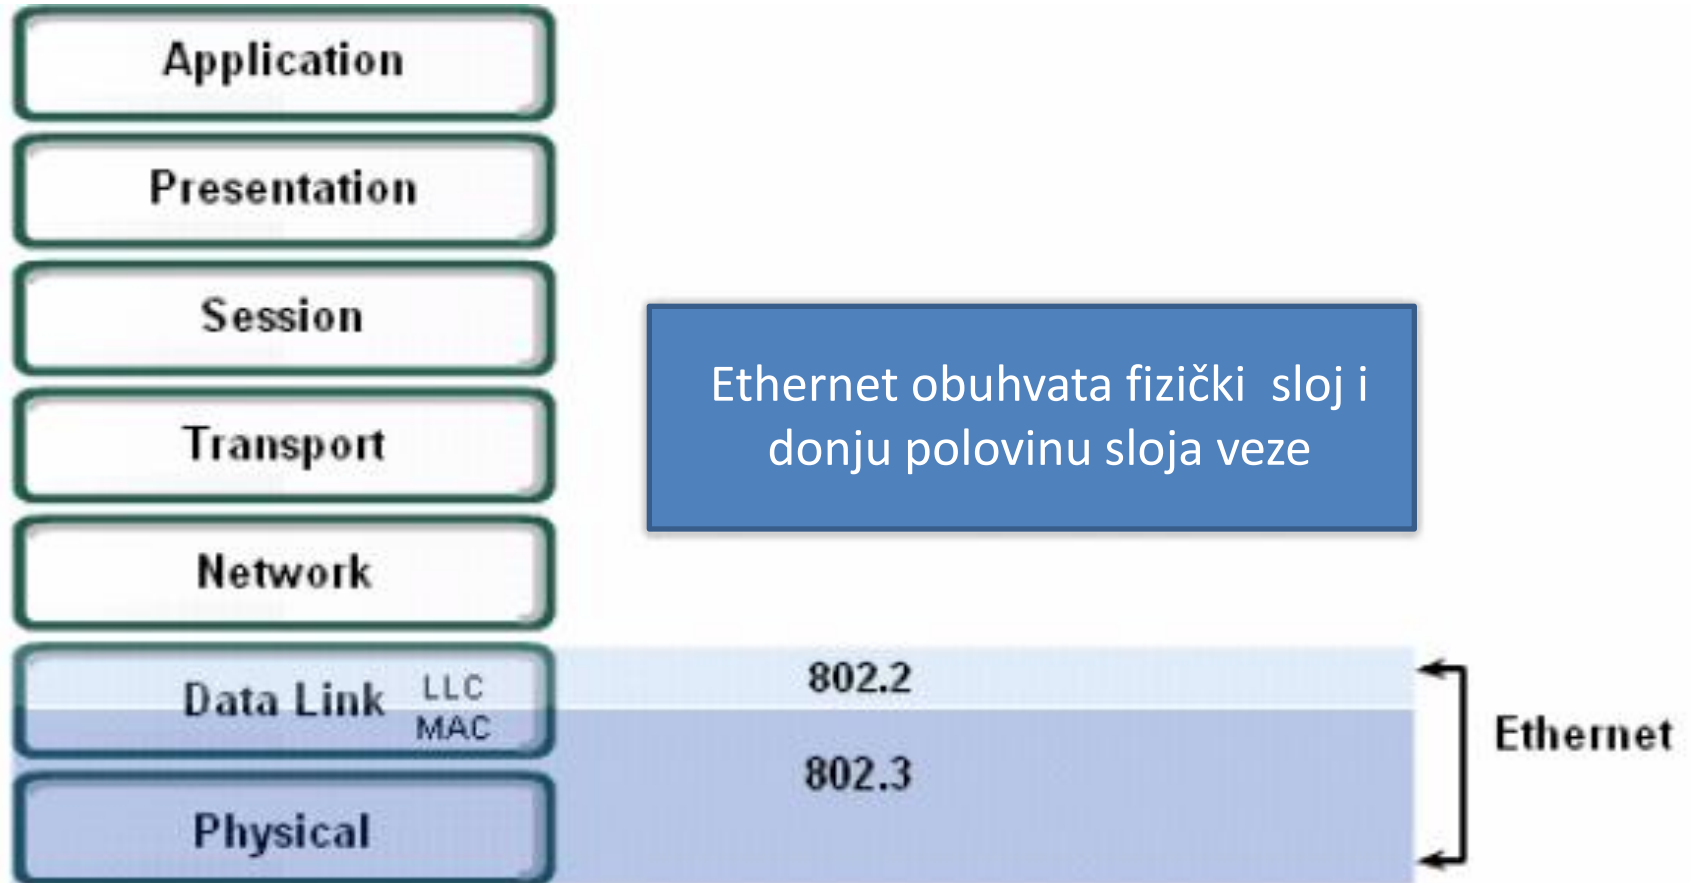 Application
Presentation
Session
Ethernet obuhvata fizički  sloj i
donju polovinu sloja veze
Transport
Network
Data Link
LLC
MAC
802.2
802.3
Ethernet
Physical